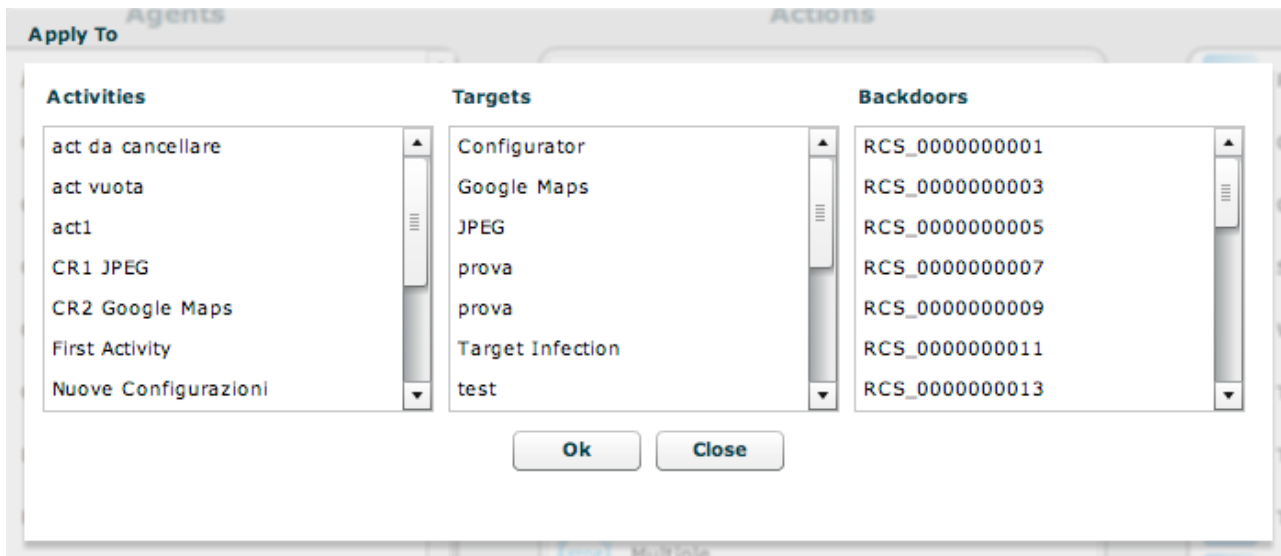 Agents
Actions
Apply To
Activities
Targets
Backdoors
act da cancellare
act vuota
act1
CR1 JPEG
CR2 Google Maps
First Activity
Nuove Configurazioni
Configurator
Google Maps
JPEG
prova
prova
Target Infection
test
RCS_0000000001
RCS_0000000003
RCS_0000000005
RCS_0000000007
RCS_0000000009
RCS_0000000011
RCS_0000000013
Ok
Close
Multiple